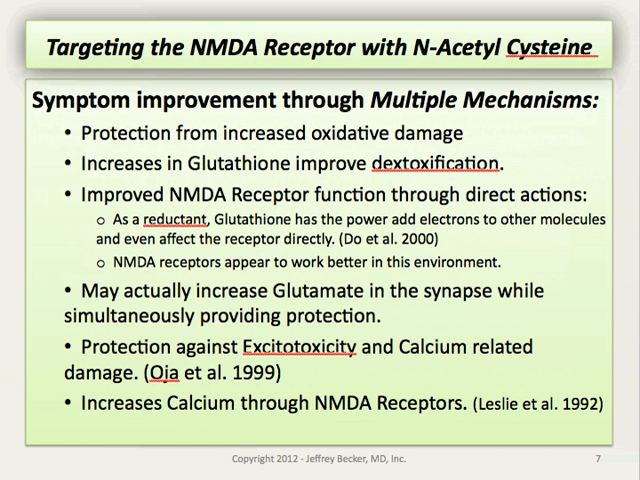 Targeting the NMDA Receptor with N-Acetyl Cysteine
Symptom improvement through Multiple Mechanisms:
• Protection from increased oxidative damage
• Increases in Glutathione improve dextoxification.
• Improved NMDA Receptor function through direct actions:
o As a reductant, Glutathione has the power add electrons to other molecules
and even affect the receptor directly. (Do et al. 2000)
o NMDA receptors appear to work better in this environment.
• May actually increase Glutamate in the synapse while
simultaneously providing protection.
• Protection against Excitotoxicity and Calcium related
damage. (Oja et al. 1999)
• Increases Calcium through NMDA Receptors. (Leslie et al. 1992)
Copyright 2012 - Jeffrey Becker, MD, Inc.
7